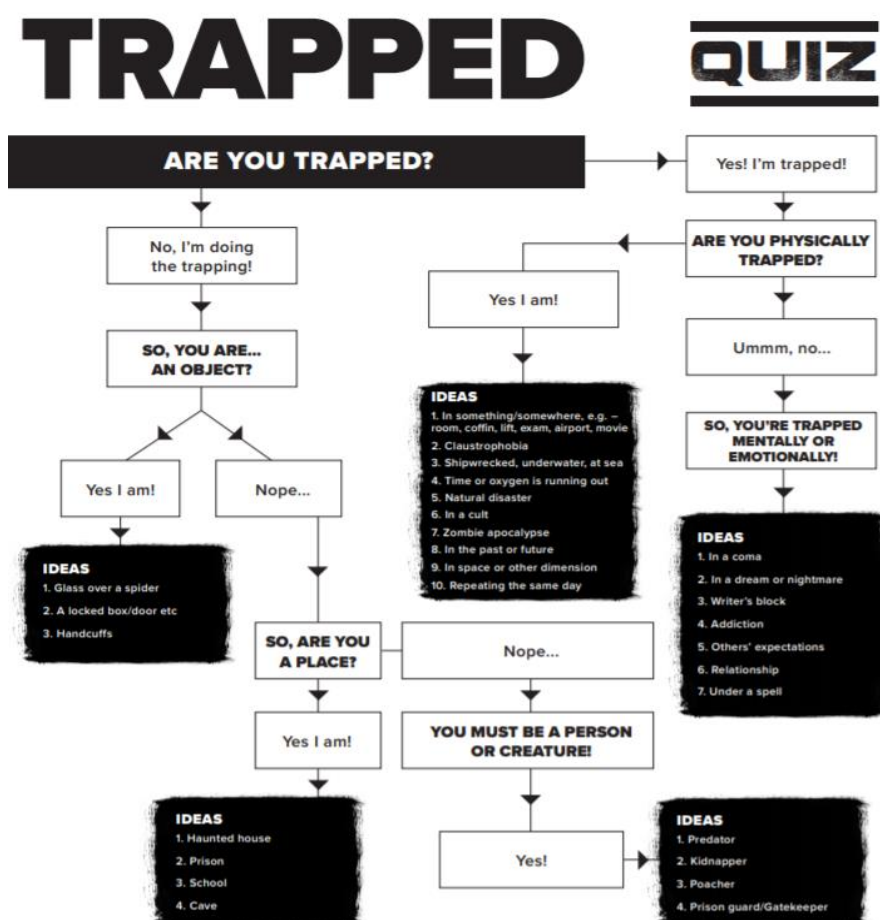 TRAPPED
QUIZ
ARE YOU TRAPPED?
Yes! I'm trapped!
No, I'm doing
the trapping!
ARE YOU PHYSICALLY
TRAPPED?
Yes I am!
Ummm, no...
SO, YOU ARE...
AN OBJECT?
IDEAS
1. In something/somewhere, e.g. –
room, coffin, lift, exam, airport, movie
2. Claustrophobia
3. Shipwrecked, underwater, at sea
4. Time or oxygen is running out
5. Natural disaster
6. In a cult
7. Zombie apocalypse
8. In the past or future
9. In space or other dimension
10. Repeating the same day
SO, YOU'RE TRAPPED
MENTALLY OR
EMOTIONALLY!
IDEAS
1. In a coma
2. In a dream or nightmare
3. Writer's block
4. Addiction
5. Others' expectations
6. Relationship
7. Under a spell
Yes I am!
Nope...
IDEAS
1. Glass over a spider
2. A locked box/door etc
3. Handcuffs
SO, ARE YOU
A PLACE?
Nope...
Yes I am!
YOU MUST BE A PERSON
OR CREATURE!
IDEAS
1. Haunted house
2. Prison
3. School
4. Cave
Yes!
IDEAS
1. Predator
2. Kidnapper
3. Poacher
4. Prison guard/Gatekeeper